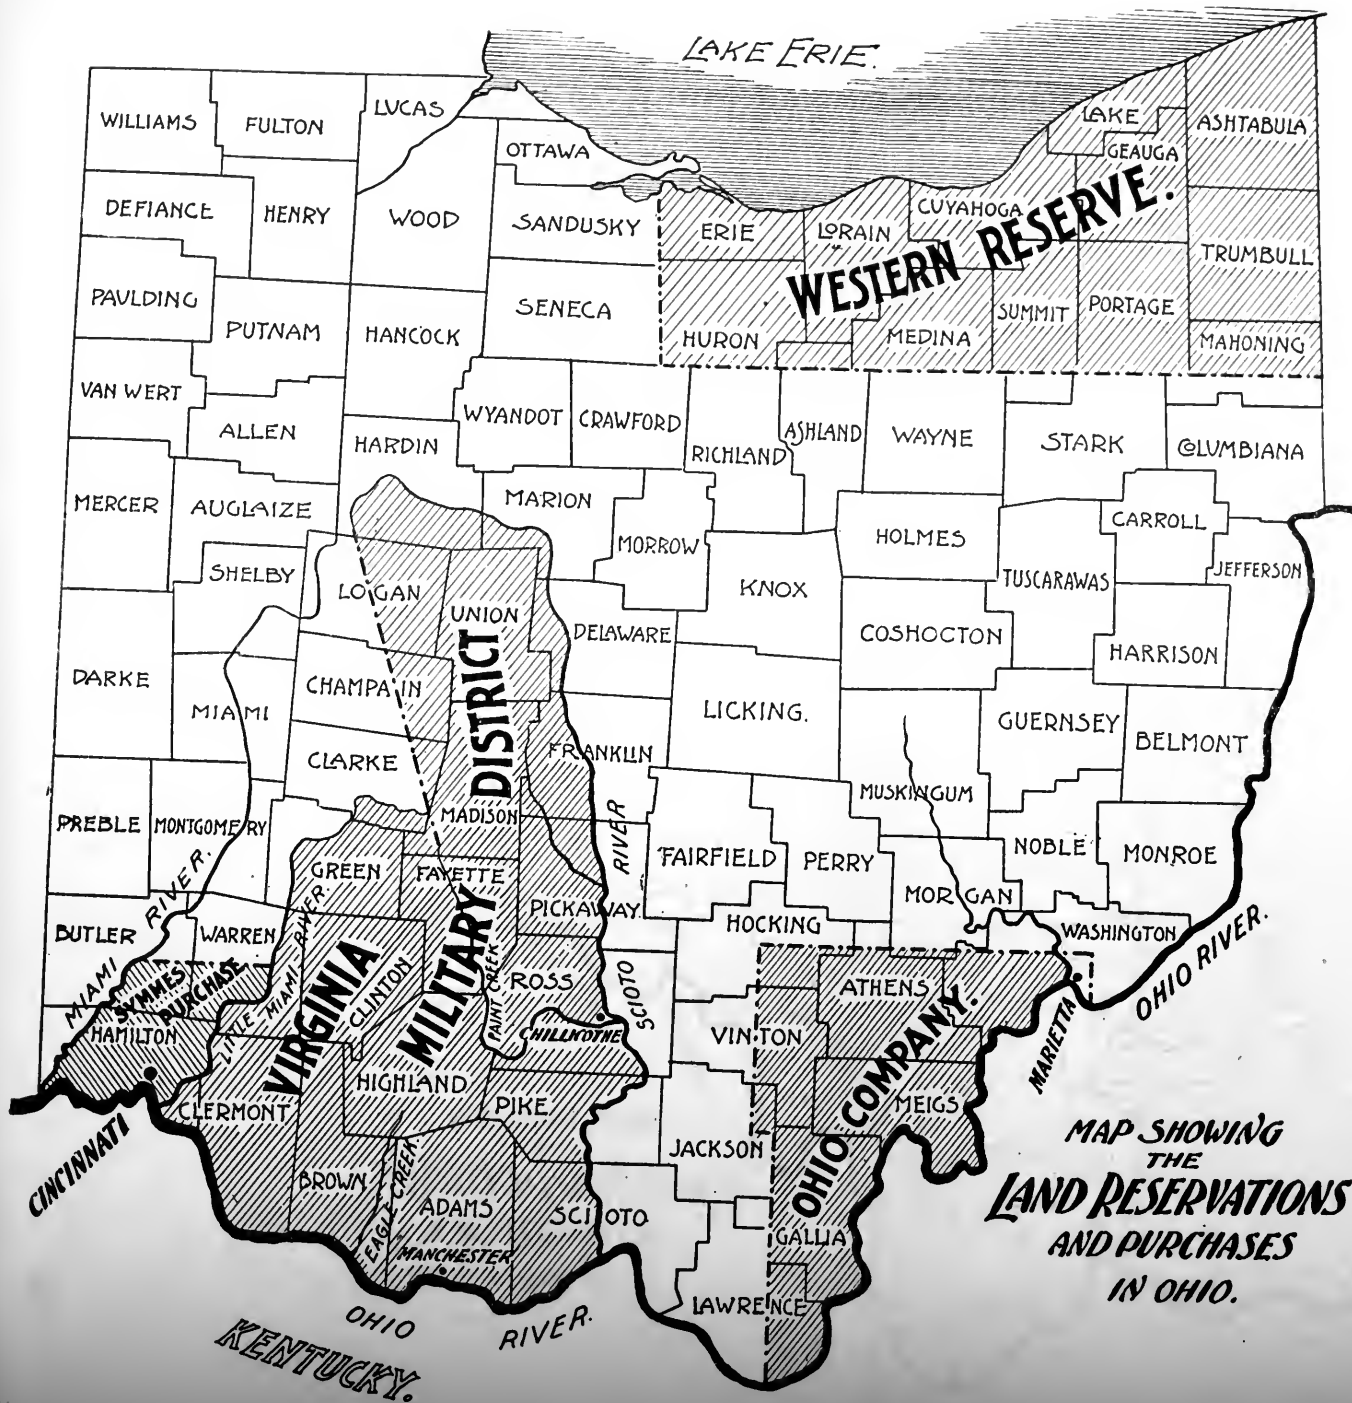 LAKE ERIE.
WILLIAMS
FULTON
LUCAS
OTTAWA
LAKE
ASHTABULA
GEAUGA
DEFIANCE
HENRY
WOOD
SANDUSKY
ERIE
LORAIN
CUYAHOGA
WESTERN RESERVE.
TRUMBULL
PAULDING
PUTNAM
HANCOCK
SENECA
HURON
MEDINA
SUMMIT
PORTAGE
MAHONING
VAN WERT
ALLEN
HARDIN
WYANDOT
CRAWFORD
RICHLAND
ASHLAND
WAYNE
STARK
COLUMBIANA
MERCER
AUGLAIZE
MARION
MORROW
HOLMES
CARROLL
JEFFERSON
SHELBY
LOGAN
UNION
KNOX
TUSCARAWAS
DELAWARE
COSHOCTON
HARRISON
DARKE
MIAMI
CHAMPAIN
LICKING.
GUERNSEY
BELMONT
CLARKE
FRANKLIN
MUSKINGUM
PREBLE
MONTGOMERY
MADISON
FAIRFIELD
PERRY
NOBLE
MONROE
GREEN
FAYETTE
PICKAWAY
HOCKING
MORGAN
WASHINGTON
BUTLER
WARREN
CLINTON
ROSS
ATHENS
VINTON
HAMILTON
HIGHLAND
PIKE
MEIGS
CLERMONT
BROWN
ADAMS
SCIOTO
JACKSON
GALLIA
LAWRENCE
VIRGINIA
MILITARY
DISTRICT
SYMMES
PURCHASE
OHIO COMPANY.
MIAMI RIVER.
LITTLE MIAMI RIVER
PAINT CREEK
EAGLE CREEK
SCIOTO RIVER
CHILLICOTHE
MANCHESTER
CINCINNATI
MARIETTA
OHIO RIVER.
OHIO RIVER.
KENTUCKY.
MAP SHOWING
THE
LAND RESERVATIONS
AND PURCHASES
IN OHIO.